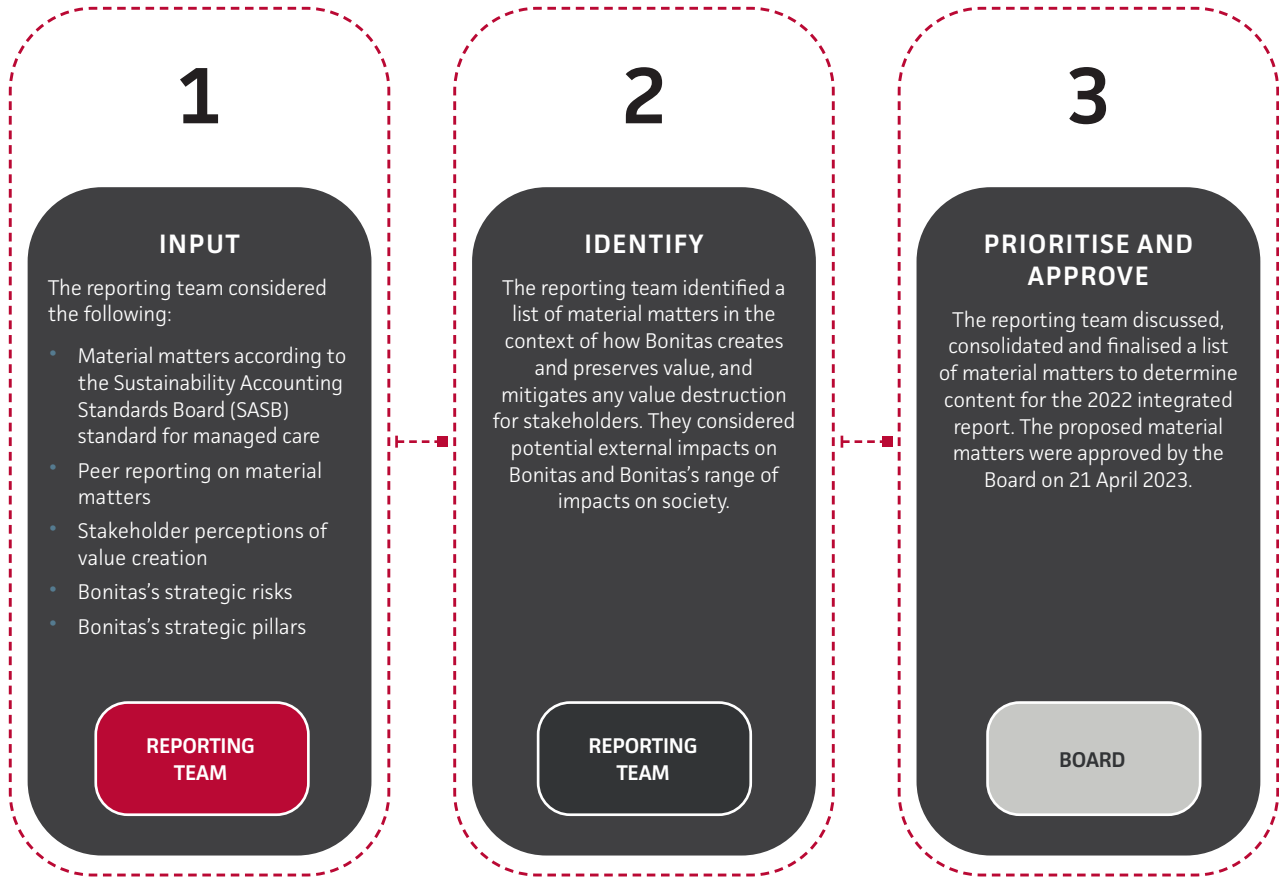 1
INPUT
The reporting team considered
the following:
• Material matters according to
the Sustainability Accounting
Standards Board (SASB)
standard for managed care
• Peer reporting on material
matters
• Stakeholder perceptions of
value creation
• Bonitas’s strategic risks
• Bonitas’s strategic pillars
REPORTING
TEAM
2
IDENTIFY
The reporting team identified a
list of material matters in the
context of how Bonitas creates
and preserves value, and
mitigates any value destruction
for stakeholders. They considered
potential external impacts on
Bonitas and Bonitas’s range of
impacts on society.
REPORTING
TEAM
3
PRIORITISE AND
APPROVE
The reporting team discussed,
consolidated and finalised a list
of material matters to determine
content for the 2022 integrated
report. The proposed material
matters were approved by the
Board on 21 April 2023.
BOARD